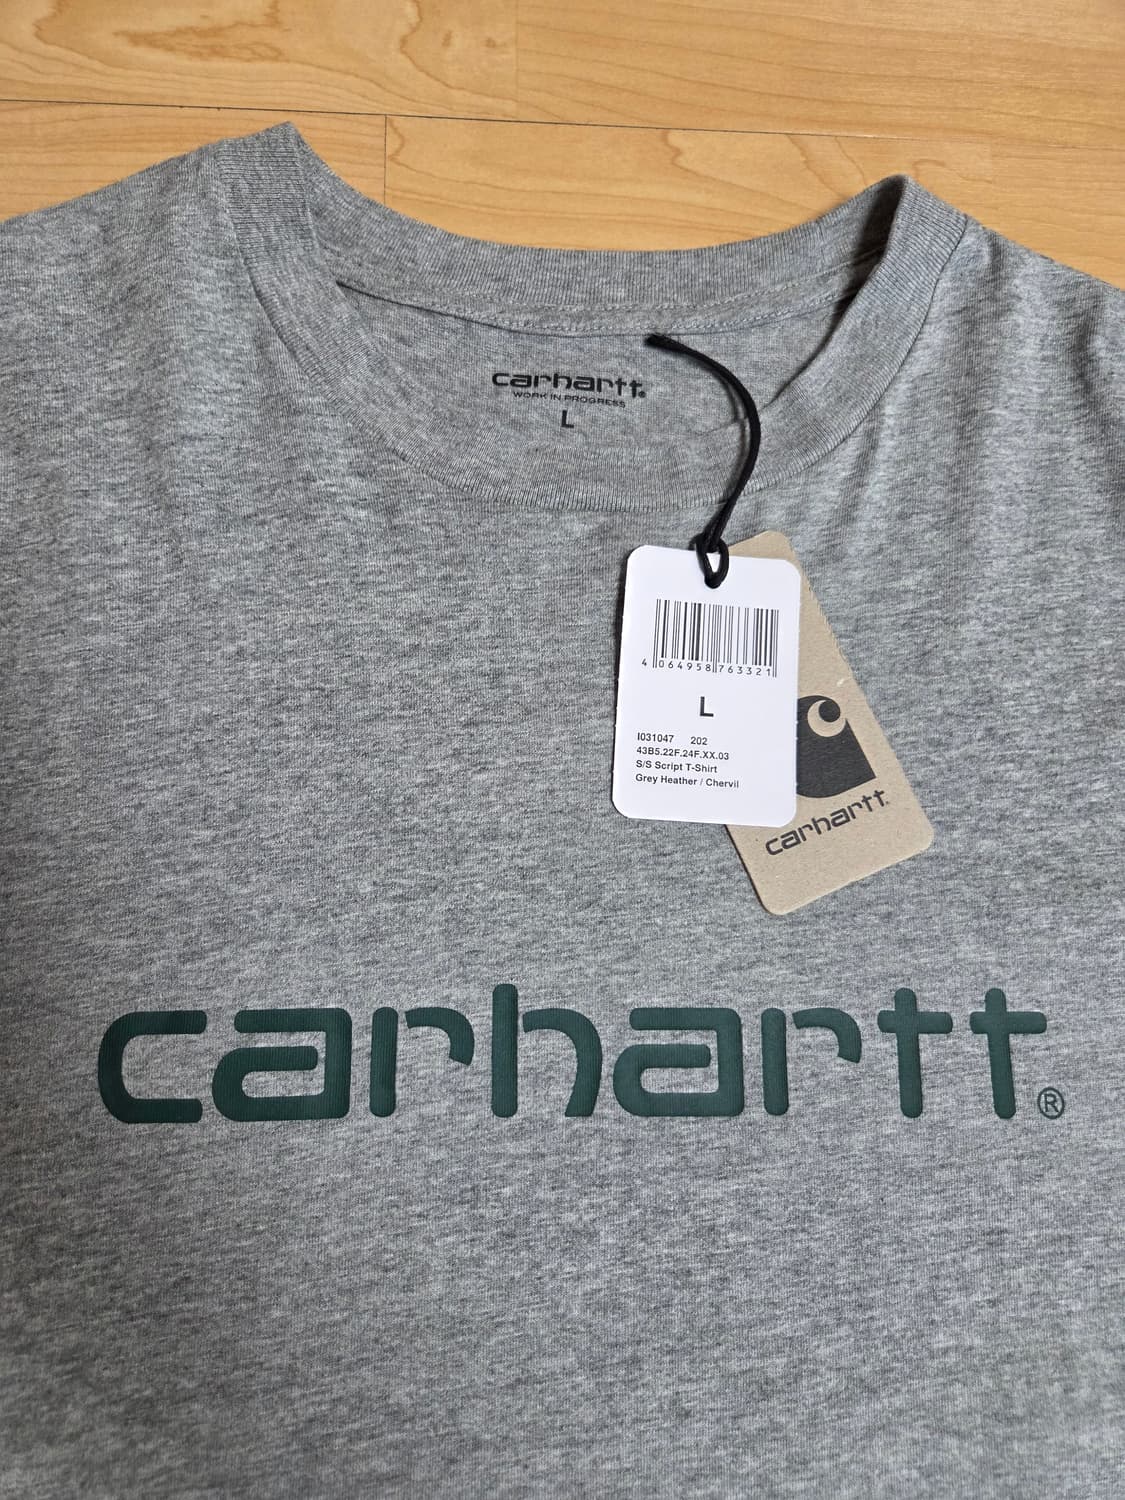 carhartt®
WORK IN PROGRESS
L
4 064958 763321
L
I031047 202
43B5.22F.24F.XX.03
S/S Script T-Shirt
Grey Heather / Chervil
carhartt.
carhartt®